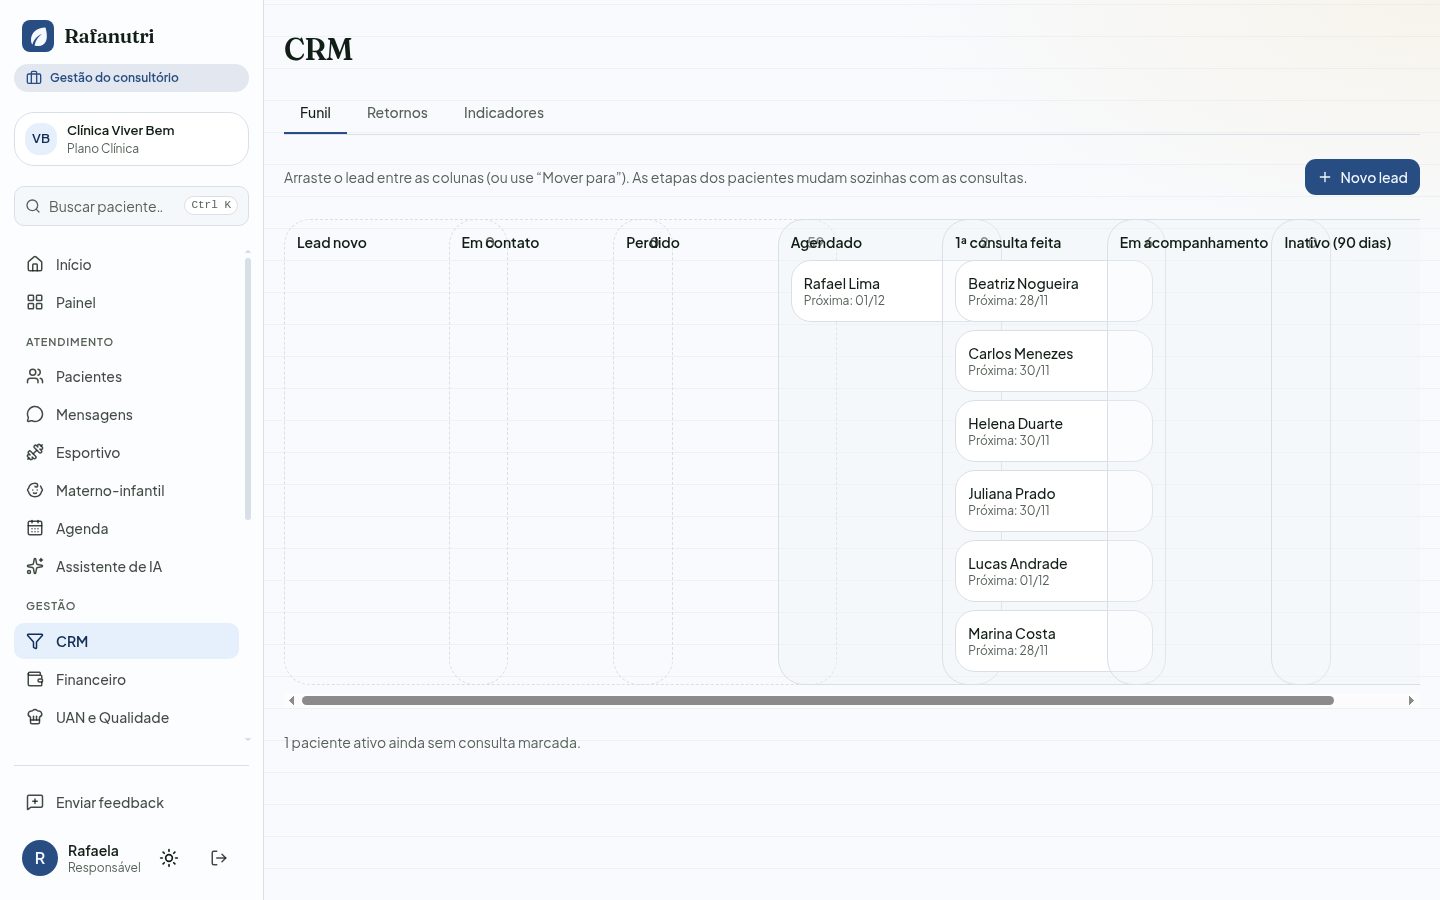 Rafanutri
Gestão do consultório
VB
Clínica Viver Bem
Plano Clínica
Buscar paciente..
Ctrl K
Início
Painel
ATENDIMENTO
Pacientes
Mensagens
Esportivo
Materno-infantil
Agenda
Assistente de IA
GESTÃO
CRM
Financeiro
UAN e Qualidade
Enviar feedback
R
Rafaela
Responsável
CRM
Funil
Retornos
Indicadores
Arraste o lead entre as colunas (ou use “Mover para”). As etapas dos pacientes mudam sozinhas com as consultas.
+ Novo lead
Lead novo
Em contato
Perdido
Agendado
1ª consulta feita
Em acompanhamento
Inativo (90 dias)
Rafael Lima
Próxima: 01/12
Beatriz Nogueira
Próxima: 28/11
Carlos Menezes
Próxima: 30/11
Helena Duarte
Próxima: 30/11
Juliana Prado
Próxima: 30/11
Lucas Andrade
Próxima: 01/12
Marina Costa
Próxima: 28/11
1 paciente ativo ainda sem consulta marcada.